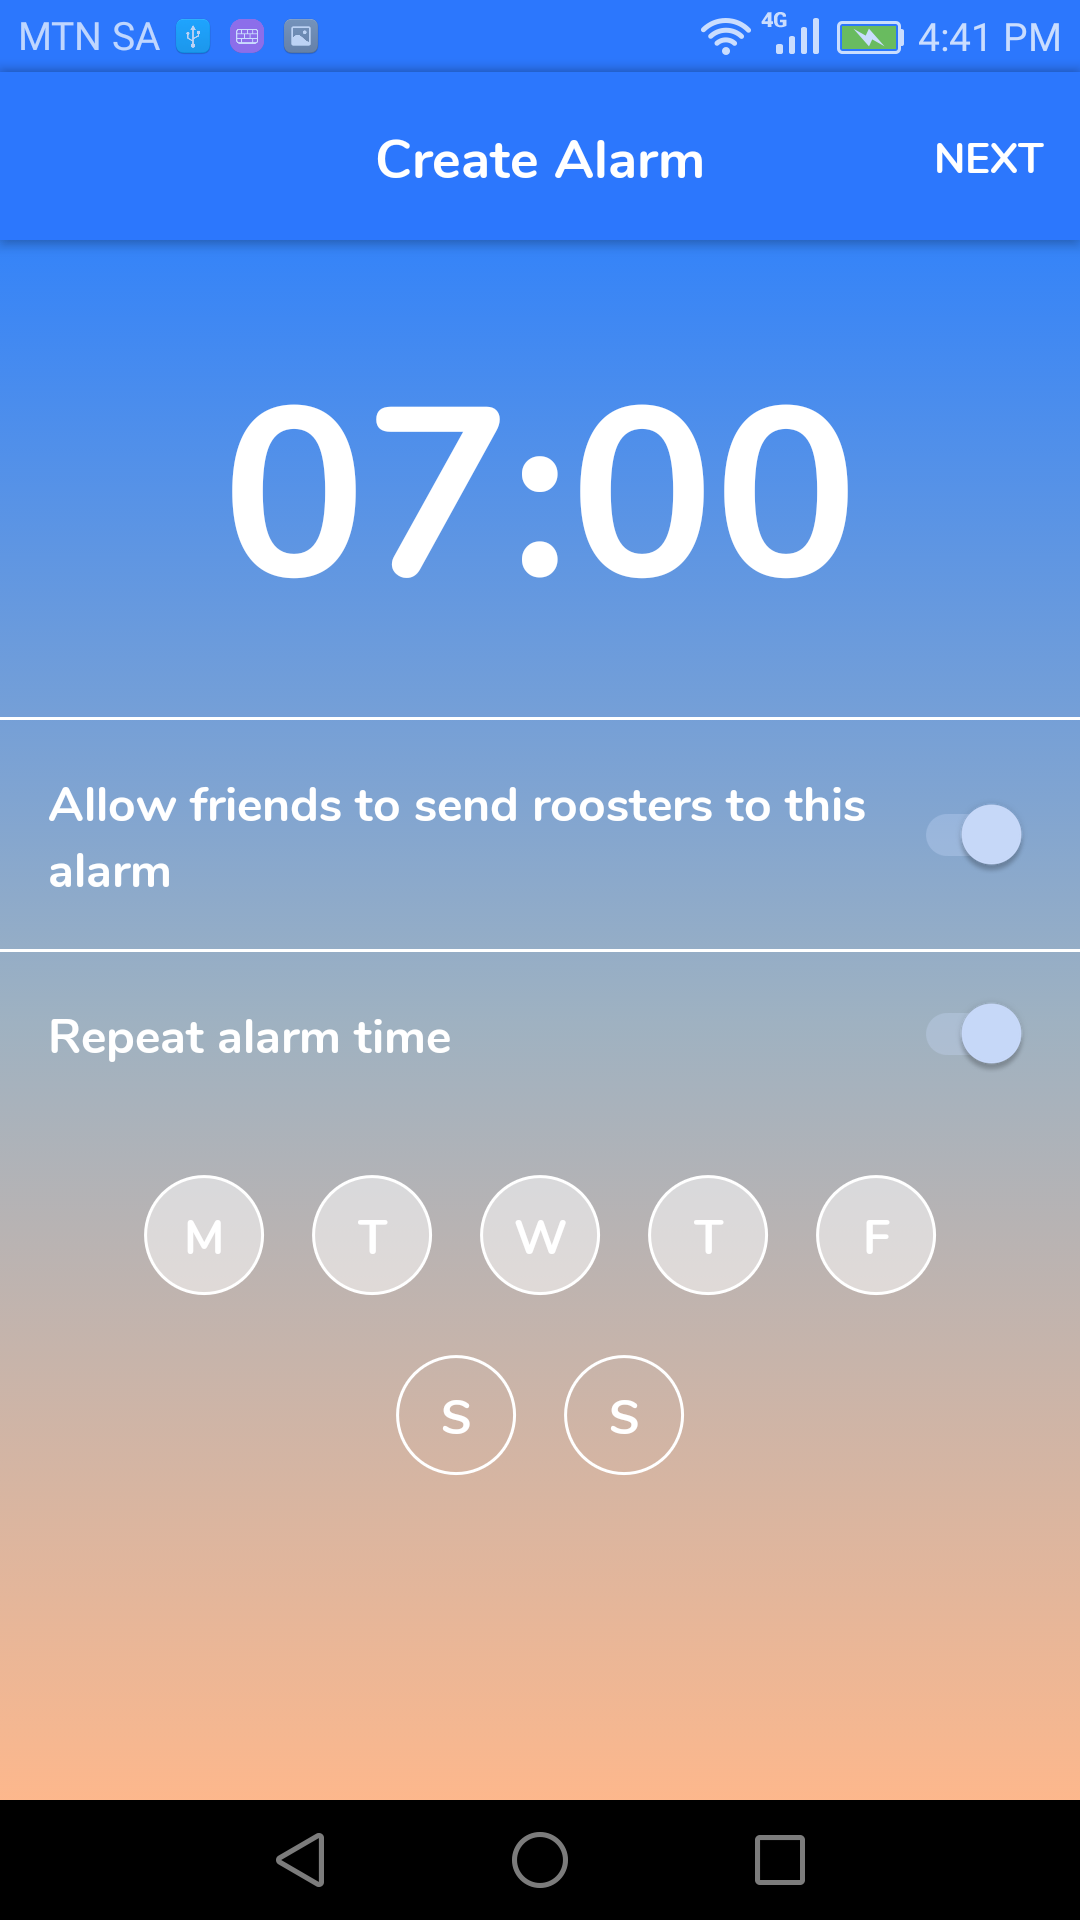 MTN SA 4G 4:41 PM
Create Alarm NEXT
07:00
Allow friends to send roosters to this
alarm
Repeat alarm time
M T W T F
S S